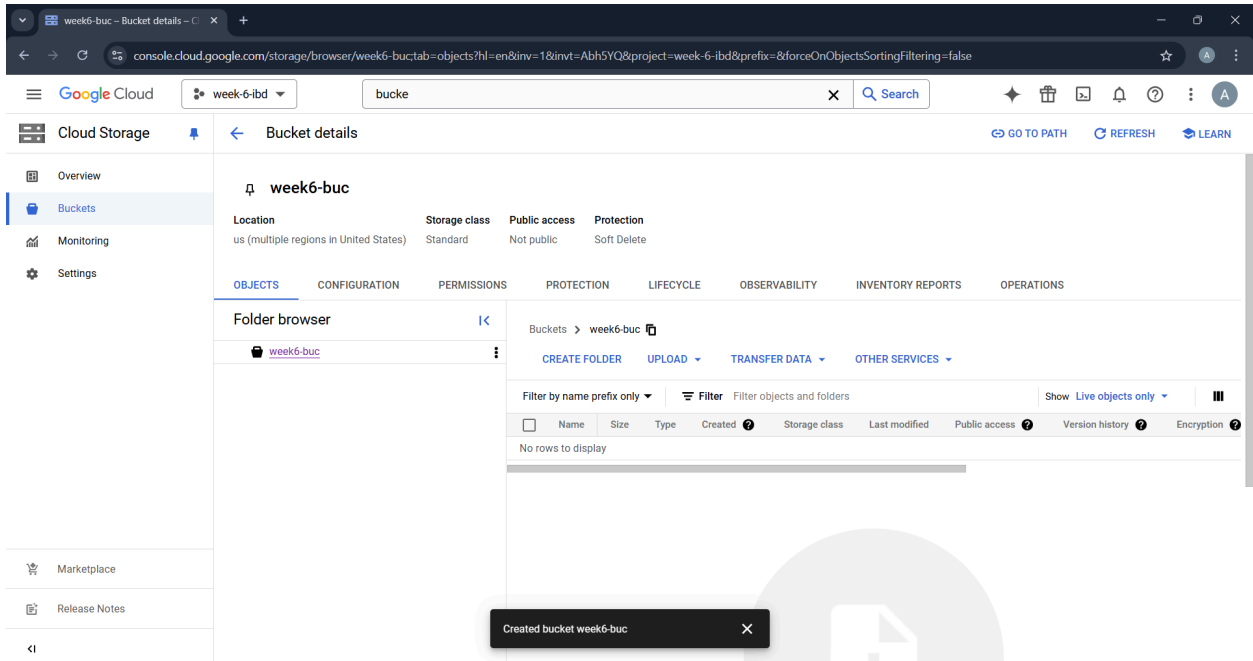 week6-buc – Bucket details – Cl
console.cloud.google.com/storage/browser/week6-buc;tab=objects?hl=en&inv=1&invt=Abh5YQ&project=week-6-ibd&prefix=&forceOnObjectsSortingFiltering=false
A
Google Cloud
week-6-ibd
bucke
Search
A
Cloud Storage
Bucket details
GO TO PATH
REFRESH
LEARN
Overview
Buckets
Monitoring
Settings
week6-buc
Location Storage class Public access Protection
us (multiple regions in United States) Standard Not public Soft Delete
OBJECTS CONFIGURATION PERMISSIONS PROTECTION LIFECYCLE OBSERVABILITY INVENTORY REPORTS OPERATIONS
Folder browser
week6-buc
Buckets > week6-buc
CREATE FOLDER UPLOAD TRANSFER DATA OTHER SERVICES
Filter by name prefix only Filter Filter objects and folders Show Live objects only
Name Size Type Created Storage class Last modified Public access Version history Encryption
No rows to display
Marketplace
Release Notes
Created bucket week6-buc